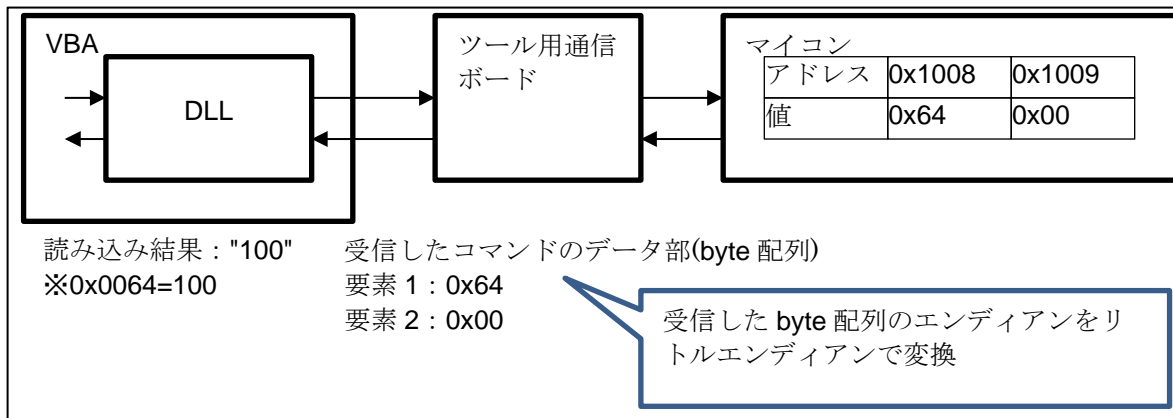 VBA
DLL
ツール用通信
ボード
マイコン
アドレス 0x1008 0x1009
値 0x64 0x00
読み込み結果："100"
※0x0064=100
受信したコマンドのデータ部(byte 配列)
要素 1：0x64
要素 2：0x00
受信した byte 配列のエンディアンをリ
トルエンディアンで変換